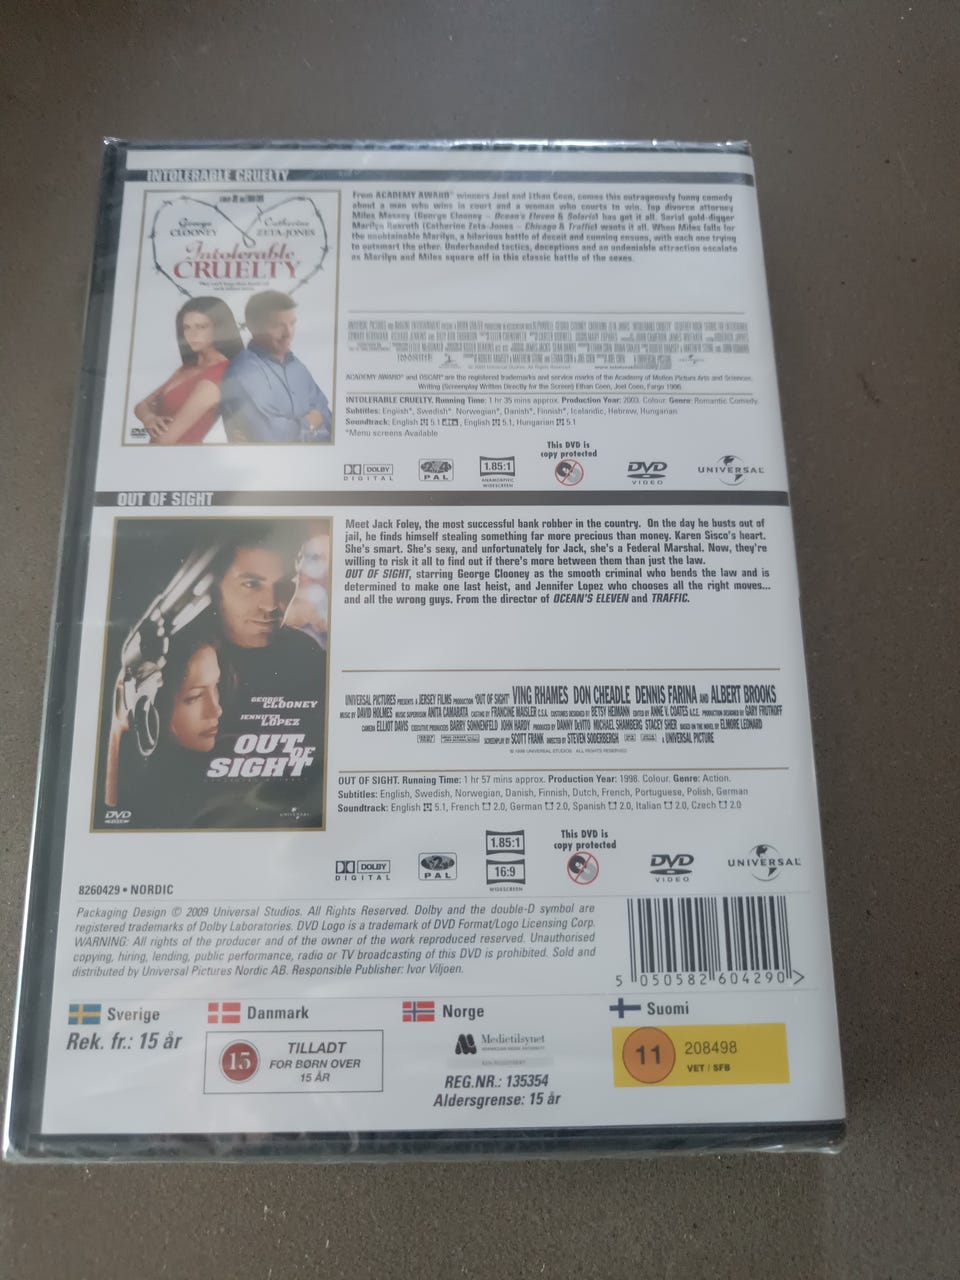 INTOLERABLE CRUELTY
George CLOONEY
Catherine ZETA-JONES
Intolerable
CRUELTY
DVD
From ACADEMY AWARD® winners Joel and Ethan Coen, comes this outrageously funny comedy
about a man who wins in court and a woman who courts to win. Top divorce attorney
Miles Massey (George Clooney – Ocean's Eleven & Solaris) has got it all. Serial gold-digger
Marilyn Rexroth (Catherine Zeta-Jones – Chicago & Traffic) wants it all. When Miles falls for
the unobtainable Marilyn, a hilarious battle of deceit and cunning ensues, with each one trying
to outsmart the other. Underhanded tactics, deceptions and an undeniable attraction escalate
as Marilyn and Miles square off in this classic battle of the sexes.
ACADEMY AWARD® and OSCAR® are the registered trademarks and service marks of the Academy of Motion Picture Arts and Sciences.
Writing (Screenplay Written Directly for the Screen) Ethan Coen, Joel Coen, Fargo 1996.
INTOLERABLE CRUELTY. Running Time: 1 hr 35 mins approx. Production Year: 2003. Colour. Genre: Romantic Comedy.
Subtitles: English*, Swedish*, Norwegian*, Danish*, Finnish*, Icelandic, Hebrew, Hungarian
Soundtrack: English 5.1 dts, English 5.1, Hungarian 5.1
*Menu screens Available
DOLBY
DIGITAL
PAL
1.85:1
ANAMORPHIC
WIDESCREEN
This DVD is
copy protected
DVD
VIDEO
UNIVERSAL
OUT OF SIGHT
GEORGE CLOONEY
JENNIFER LOPEZ
OUT OF
SIGHT
DVD
UNIVERSAL
Meet Jack Foley, the most successful bank robber in the country. On the day he busts out of
jail, he finds himself stealing something far more precious than money. Karen Sisco's heart.
She's smart. She's sexy, and unfortunately for Jack, she's a Federal Marshal. Now, they're
willing to risk it all to find out if there's more between them than just the law.
OUT OF SIGHT, starring George Clooney as the smooth criminal who bends the law and is
determined to make one last heist, and Jennifer Lopez who chooses all the right moves...
and all the wrong guys. From the director of OCEAN'S ELEVEN and TRAFFIC.
UNIVERSAL PICTURES PRESENTS A JERSEY FILMS PRODUCTION "OUT OF SIGHT" VING RHAMES DON CHEADLE DENNIS FARINA AND ALBERT BROOKS
MUSIC BY DAVID HOLMES MUSIC SUPERVISION ANITA CAMARATA CASTING BY FRANCINE MAISLER C.S.A. COSTUMES DESIGNED BY BETSY HEIMANN EDITED BY ANNE V. COATES A.C.E. PRODUCTION DESIGNED BY GARY FRUTKOFF
CAMERA ELLIOT DAVIS EXECUTIVE PRODUCERS BARRY SONNENFELD JOHN HARDY PRODUCED BY DANNY DeVITO MICHAEL SHAMBERG STACEY SHER BASED ON THE NOVEL BY ELMORE LEONARD
SCREENPLAY BY SCOTT FRANK DIRECTED BY STEVEN SODERBERGH A UNIVERSAL PICTURE
© 1998 UNIVERSAL STUDIOS ALL RIGHTS RESERVED
OUT OF SIGHT. Running Time: 1 hr 57 mins approx. Production Year: 1998. Colour. Genre: Action.
Subtitles: English, Swedish, Norwegian, Danish, Finnish, Dutch, French, Portuguese, Polish, German
Soundtrack: English 5.1, French 2.0, German 2.0, Spanish 2.0, Italian 2.0, Czech 2.0
DOLBY
DIGITAL
PAL
1.85:1
16:9
WIDESCREEN
This DVD is
copy protected
DVD
VIDEO
UNIVERSAL
8260429 • NORDIC
Packaging Design © 2009 Universal Studios. All Rights Reserved. Dolby and the double-D symbol are
registered trademarks of Dolby Laboratories. DVD Logo is a trademark of DVD Format/Logo Licensing Corp.
WARNING: All rights of the producer and of the owner of the work reproduced reserved. Unauthorised
copying, hiring, lending, public performance, radio or TV broadcasting of this DVD is prohibited. Sold and
distributed by Universal Pictures Nordic AB. Responsible Publisher: Ivor Viljoen.
5 050582 604290 >
Sverige
Rek. fr.: 15 år
Danmark
15
TILLADT
FOR BØRN OVER
15 ÅR
Norge
Medietilsynet
REG.NR.: 135354
Aldersgrense: 15 år
Suomi
11
208498
VET / SFB